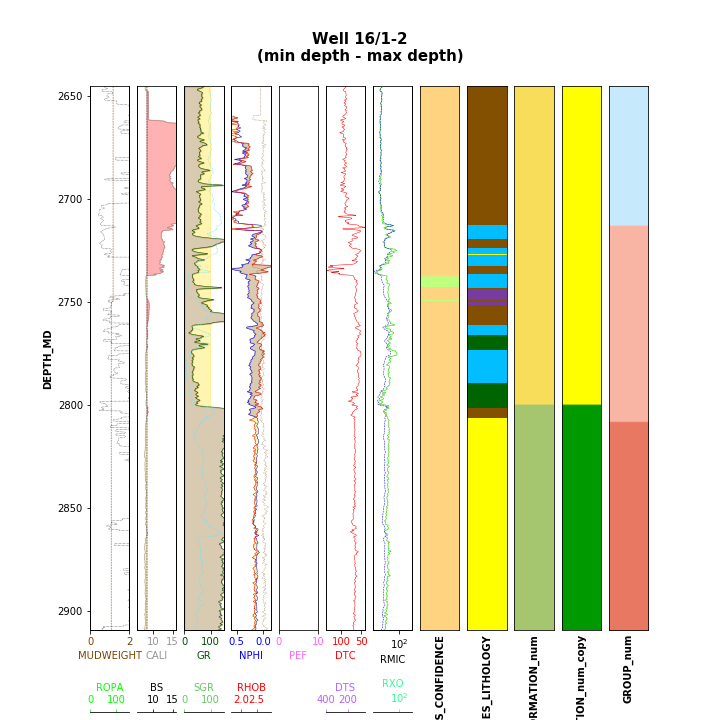 Well 16/1-2
(min depth - max depth)
DEPTH_MD
2650
2700
2750
2800
2850
2900
0 2
MUDWEIGHT
ROPA
0 100
10 15
CALI
BS
10 15
0 100
GR
SGR
0 100
0.5 0.0
NPHI
RHOB
2.0 2.5
0 10
PEF
100 50
DTC
DTS
400 200
10²
RMIC
RXO
10²
S_CONFIDENCE
ES_LITHOLOGY
RMATION_num
TION_num_copy
GROUP_num